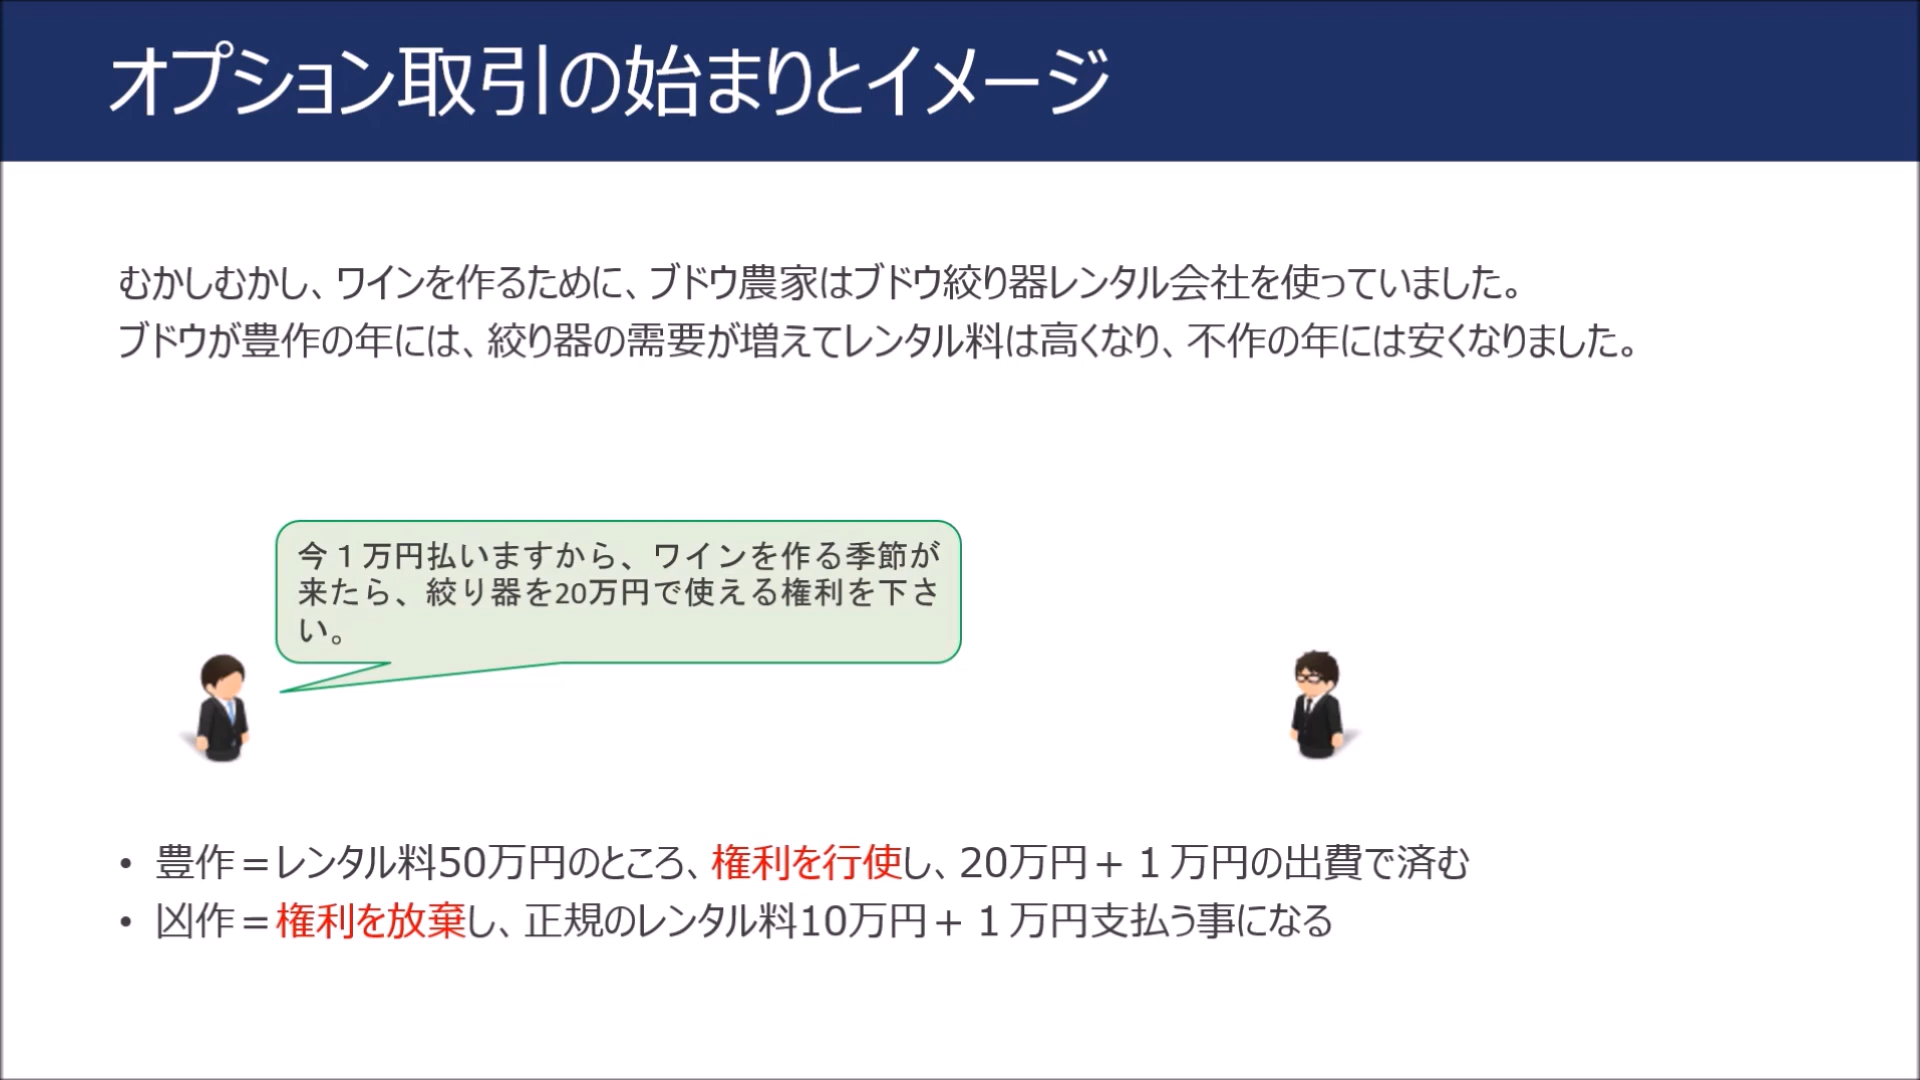 オプション取引の始まりとイメージ
むかしむかし、ワインを作るために、ブドウ農家はブドウ絞り器レンタル会社を使っていました。
ブドウが豊作の年には、絞り器の需要が増えてレンタル料は高くなり、不作の年には安くなりました。
今１万円払いますから、ワインを作る季節が
来たら、絞り器を20万円で使える権利を下さ
い。
• 豊作＝レンタル料50万円のところ、権利を行使し、20万円＋１万円の出費で済む
• 凶作＝権利を放棄し、正規のレンタル料10万円＋１万円支払う事になる